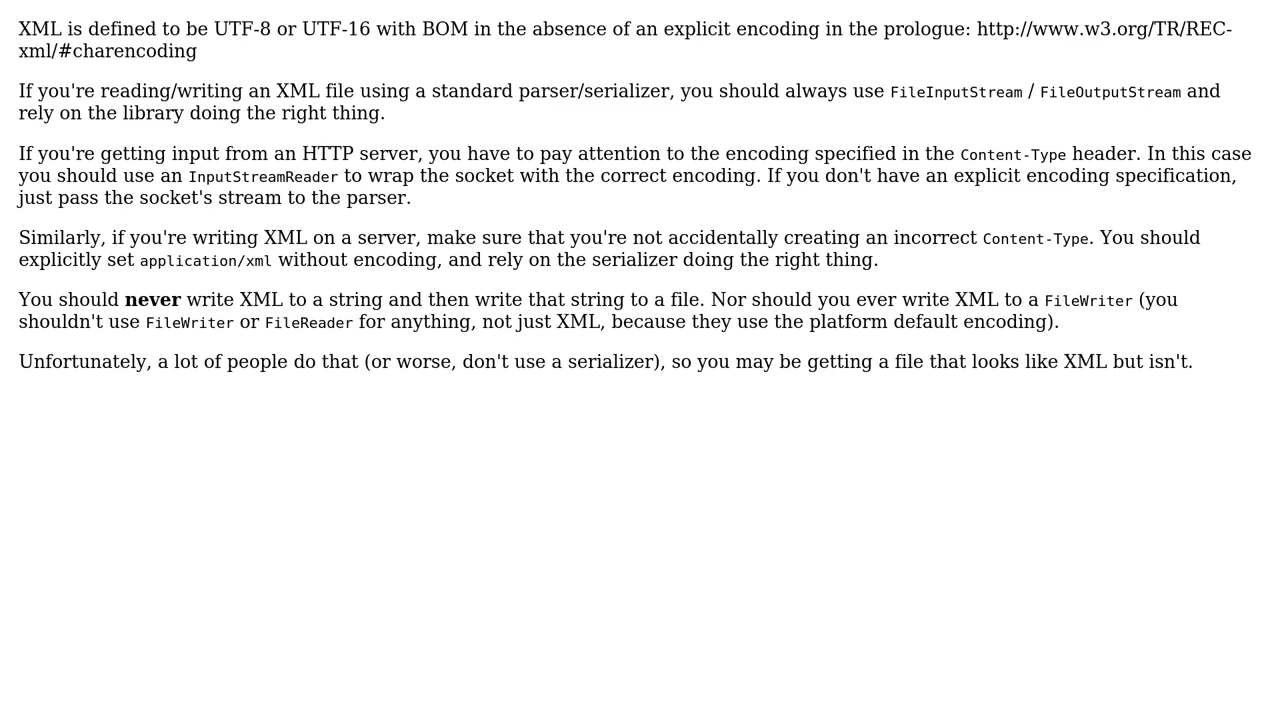 XML is defined to be UTF-8 or UTF-16 with BOM in the absence of an explicit encoding in the prologue: http://www.w3.org/TR/REC-
xml/#charencoding
If you're reading/writing an XML file using a standard parser/serializer, you should always use FileInputStream / FileOutputStream and
rely on the library doing the right thing.
If you're getting input from an HTTP server, you have to pay attention to the encoding specified in the Content-Type header. In this case
you should use an InputStreamReader to wrap the socket with the correct encoding. If you don't have an explicit encoding specification,
just pass the socket's stream to the parser.
Similarly, if you're writing XML on a server, make sure that you're not accidentally creating an incorrect Content-Type. You should
explicitly set application/xml without encoding, and rely on the serializer doing the right thing.
You should never write XML to a string and then write that string to a file. Nor should you ever write XML to a FileWriter (you
shouldn't use FileWriter or FileReader for anything, not just XML, because they use the platform default encoding).
Unfortunately, a lot of people do that (or worse, don't use a serializer), so you may be getting a file that looks like XML but isn't.